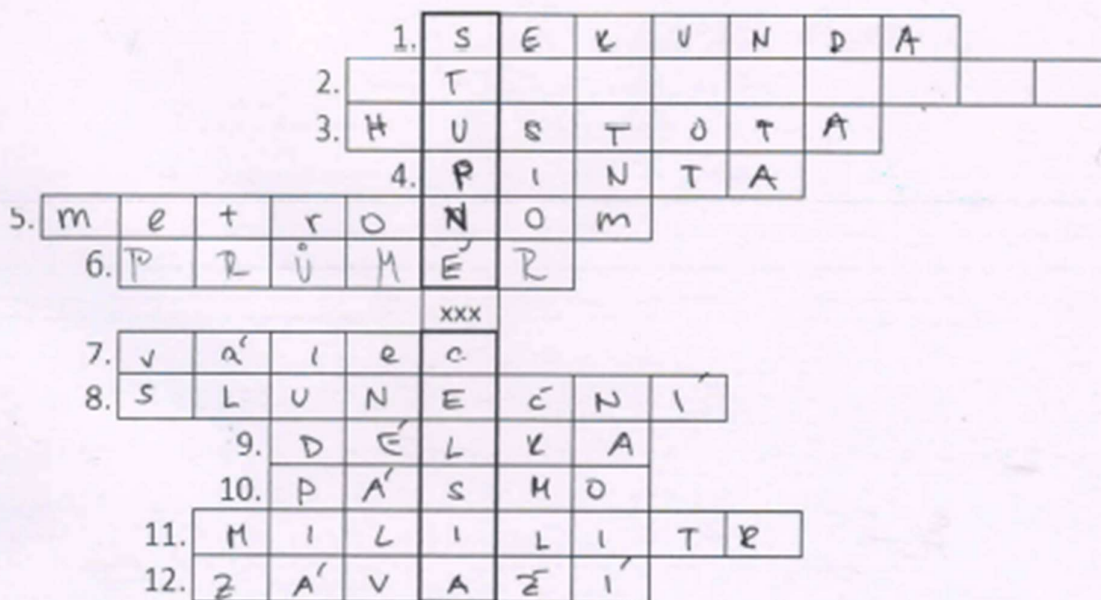 1. SEKUNDA
2. T
3. HUSTOTA
4. PINTA
5. metroNom
6. PRŮMĚR
xxx
7. válec
8. SLUNEČNÍ
9. DÉLKA
10. PÁSMO
11. MILILITR
12. ZÁVAŽÍ